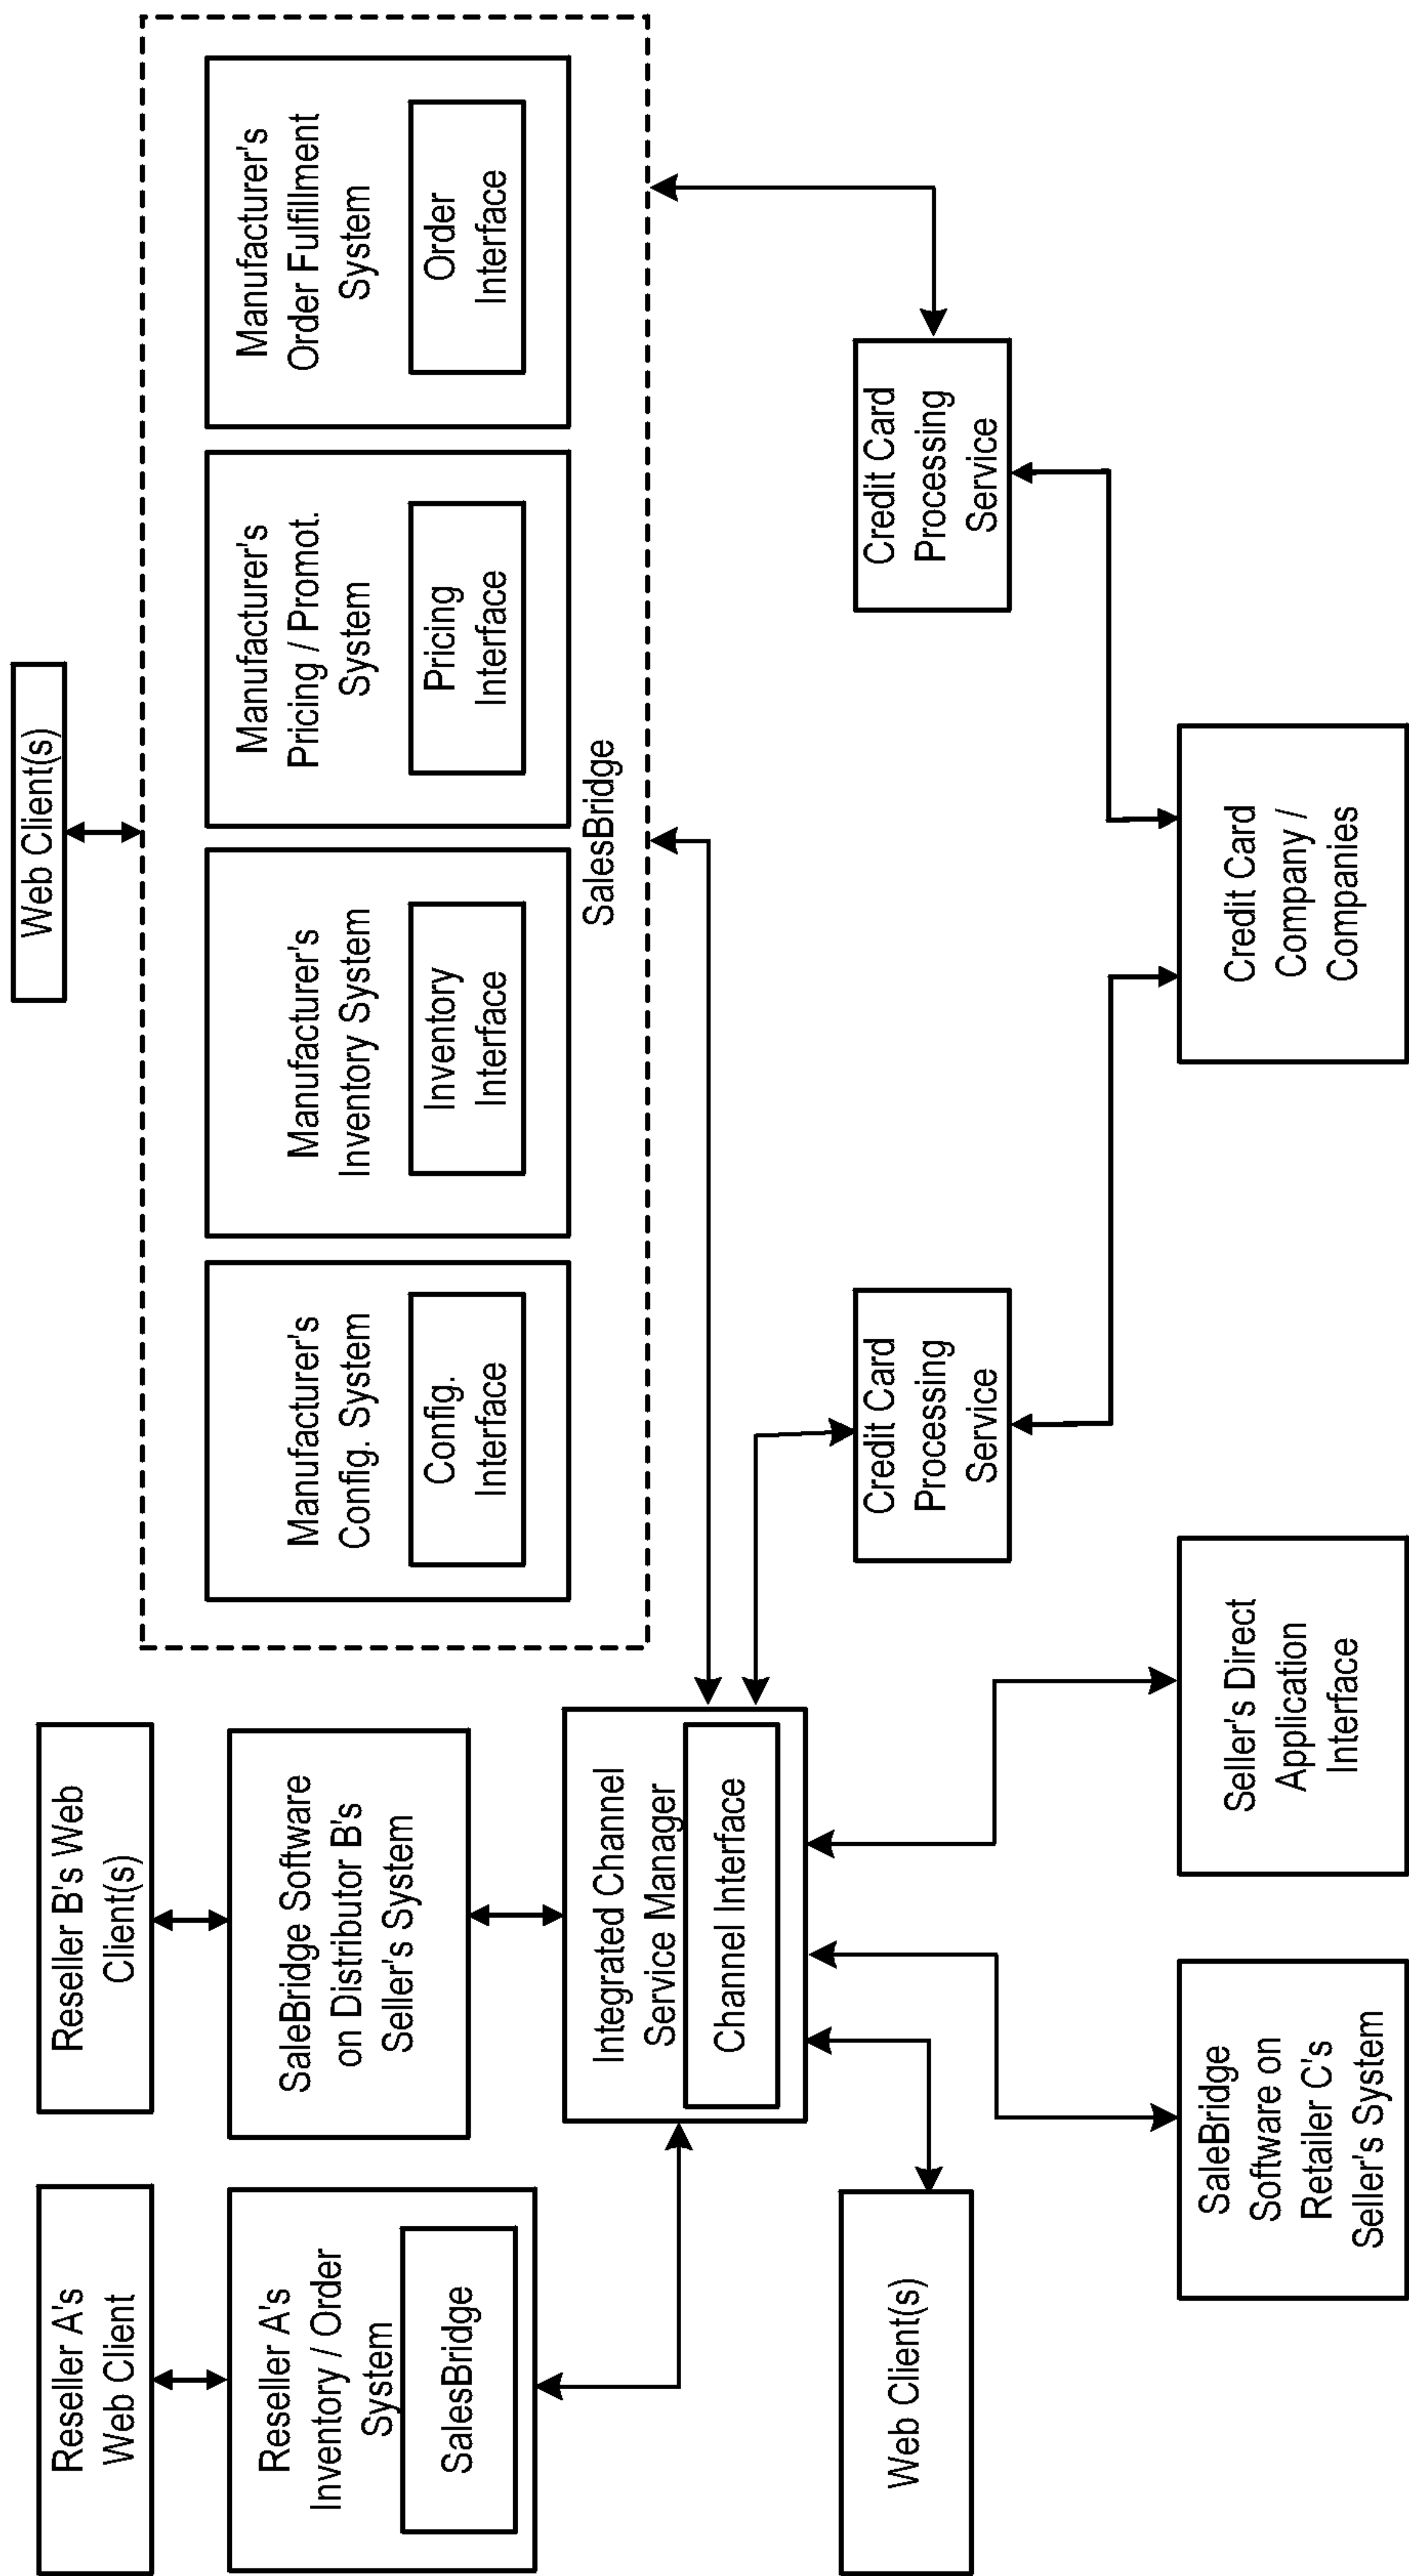 Reseller A's
Web Client
Reseller B's Web
Client(s)
Web Client(s)
Reseller A's
Inventory / Order
System
SalesBridge
SaleBridge Software
on Distributor B's
Seller's System
Manufacturer's
Config. System
Config.
Interface
Manufacturer's
Inventory System
Inventory
Interface
Manufacturer's
Pricing / Promot.
System
Pricing
Interface
Manufacturer's
Order Fulfillment
System
Order
Interface
SalesBridge
Integrated Channel
Service Manager
Channel Interface
Web Client(s)
Credit Card
Processing
Service
Credit Card
Processing
Service
SaleBridge
Software on
Retailer C's
Seller's System
Seller's Direct
Application
Interface
Credit Card
Company /
Companies